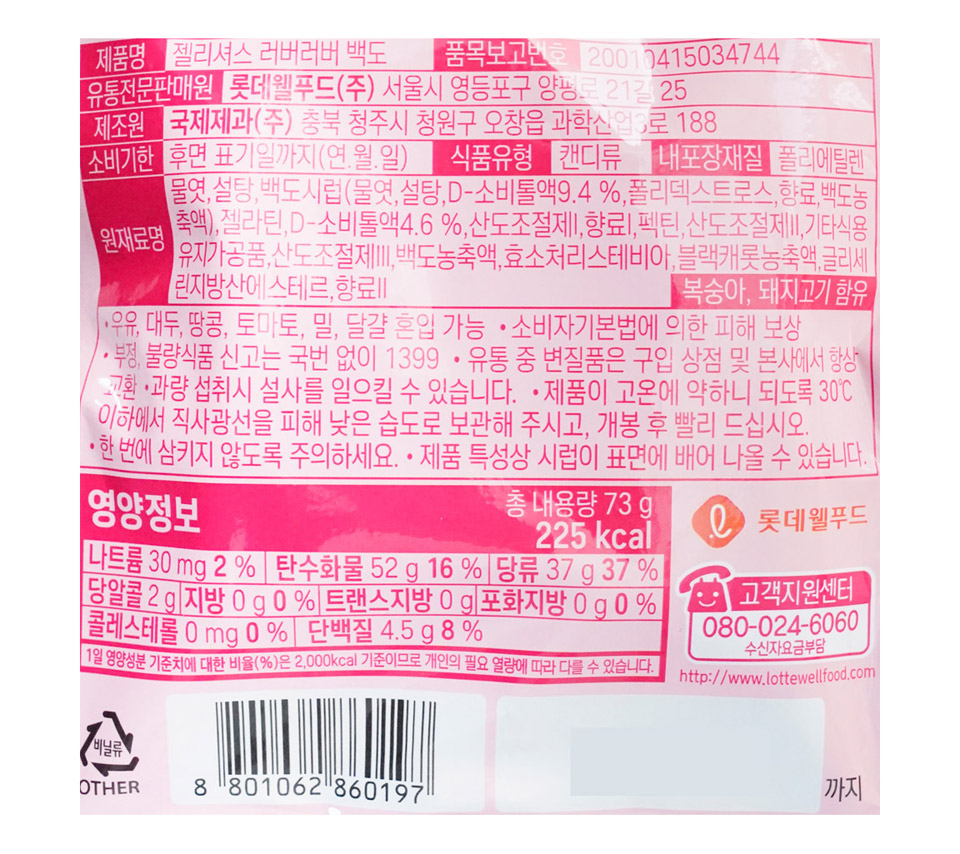 제품명 젤리셔스 러버러버 백도 품목보고번호 20010415034744
유통전문판매원 롯데웰푸드(주) 서울시 영등포구 양평로 21길 25
제조원 국제제과(주) 충북 청주시 청원구 오창읍 과학산업3로 188
소비기한 후면 표기일까지(연.월.일) 식품유형 캔디류 내포장재질 폴리에틸렌
원재료명 물엿,설탕,백도시럽(물엿,설탕,D-소비톨액9.4 %,폴리덱스트로스,향료,백도농
축액),젤라틴,D-소비톨액4.6 %,산도조절제I,향료I,펙틴,산도조절제II,기타식용
유지가공품,산도조절제III,백도농축액,효소처리스테비아,블랙캐롯농축액,글리세
린지방산에스테르,향료II 복숭아, 돼지고기 함유
•우유, 대두, 땅콩, 토마토, 밀, 달걀 혼입 가능 •소비자기본법에 의한 피해 보상
•부정, 불량식품 신고는 국번 없이 1399 •유통 중 변질품은 구입 상점 및 본사에서 항상
교환 •과량 섭취시 설사를 일으킬 수 있습니다. •제품이 고온에 약하니 되도록 30℃
이하에서 직사광선을 피해 낮은 습도로 보관해 주시고, 개봉 후 빨리 드십시오.
•한 번에 삼키지 않도록 주의하세요. •제품 특성상 시럽이 표면에 배어 나올 수 있습니다.
영양정보 총 내용량 73 g
225 kcal
나트륨 30 mg 2 % 탄수화물 52 g 16 % 당류 37 g 37 %
당알콜 2 g 지방 0 g 0 % 트랜스지방 0 g 포화지방 0 g 0 %
콜레스테롤 0 mg 0 % 단백질 4.5 g 8 %
1일 영양성분 기준치에 대한 비율(%)은 2,000kcal 기준이므로 개인의 필요 열량에 따라 다를 수 있습니다.
롯데웰푸드
고객지원센터
080-024-6060
수신자요금부담
http://www.lottewellfood.com
비닐류
OTHER
8 801062 860197
까지